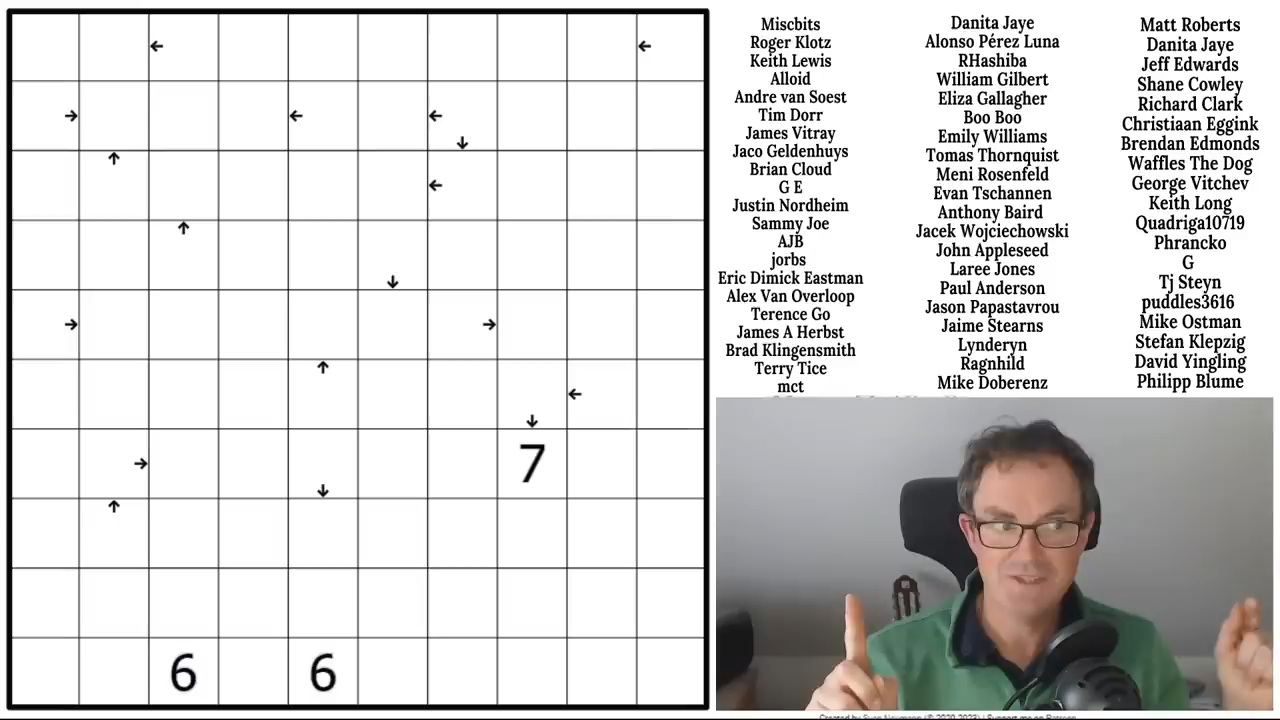 Miscbits
Roger Klotz
Keith Lewis
Alloid
Andre van Soest
Tim Dorr
James Vitray
Jaco Geldenhuys
Brian Cloud
G E
Justin Nordheim
Sammy Joe
AJB
jorbs
Eric Dimick Eastman
Alex Van Overloop
Terence Go
James A Herbst
Brad Klingensmith
Terry Tice
mct
Danita Jaye
Alonso Pérez Luna
RHashiba
William Gilbert
Eliza Gallagher
Boo Boo
Emily Williams
Tomas Thornquist
Meni Rosenfeld
Evan Tschannen
Anthony Baird
Jacek Wojciechowski
John Appleseed
Laree Jones
Paul Anderson
Jason Papastavrou
Jaime Stearns
Lynderyn
Ragnhild
Mike Doberenz
Matt Roberts
Danita Jaye
Jeff Edwards
Shane Cowley
Richard Clark
Christiaan Eggink
Brendan Edmonds
Waffles The Dog
George Vitchev
Keith Long
Quadriga10719
Phrancko
G
Tj Steyn
puddles3616
Mike Ostman
Stefan Klepzig
David Yingling
Philipp Blume
7
6 6